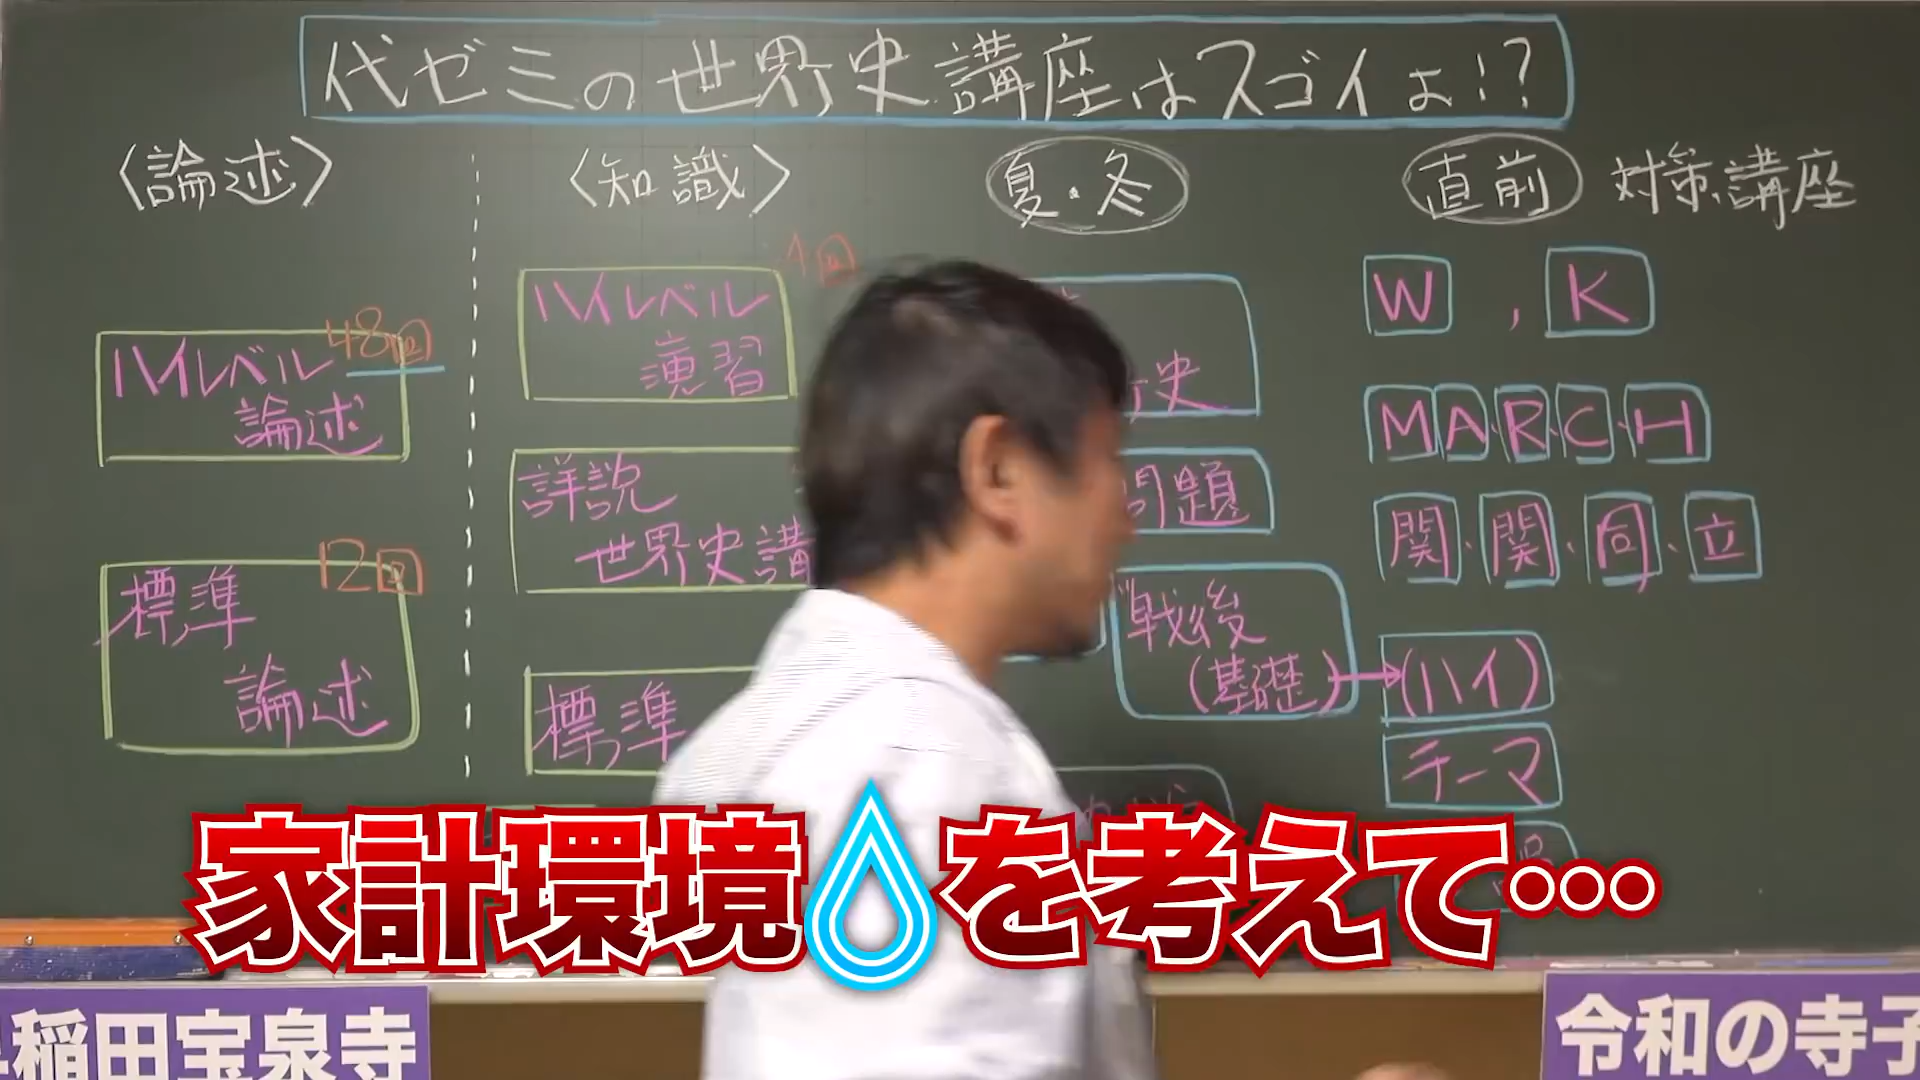 代ゼミの世界史講座はスゴイよ!?
〈論述〉
ハイレベル
論述
48回
標準
論述
12回
〈知識〉
ハイレベル
演習
詳説
世界史講
標準
夏・冬
史
問題
戦後
(基礎)
直前 対策講座
W , K
M A・R・C・H
関・関・同・立
(ハイ)
テーマ
家計環境💧を考えて…
稲田宝泉寺
令和の寺子